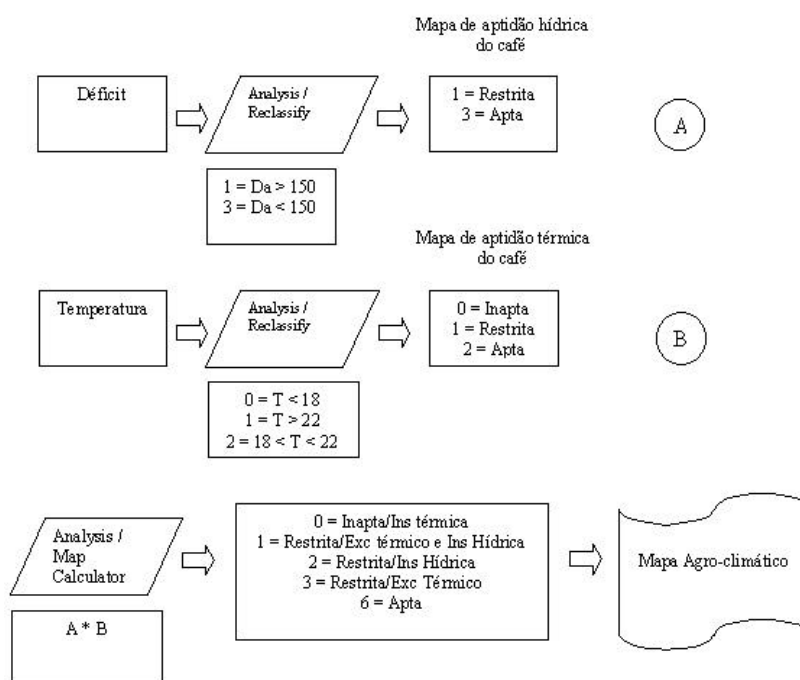 Mapa de aptidão hídrica
do café
Déficit
Analysis /
Reclassify
1 = Restrita
3 = Apta
A
1 = Da > 150
3 = Da < 150
Mapa de aptidão térmica
do café
Temperatura
Analysis /
Reclassify
0 = Inapta
1 = Restrita
2 = Apta
B
0 = T < 18
1 = T > 22
2 = 18 < T < 22
Analysis /
Map
Calculator
0 = Inapta/Ins térmica
1 = Restrita/Exc térmico e Ins Hídrica
2 = Restrita/Ins Hídrica
3 = Restrita/Exc Térmico
6 = Apta
Mapa Agro-climático
A * B